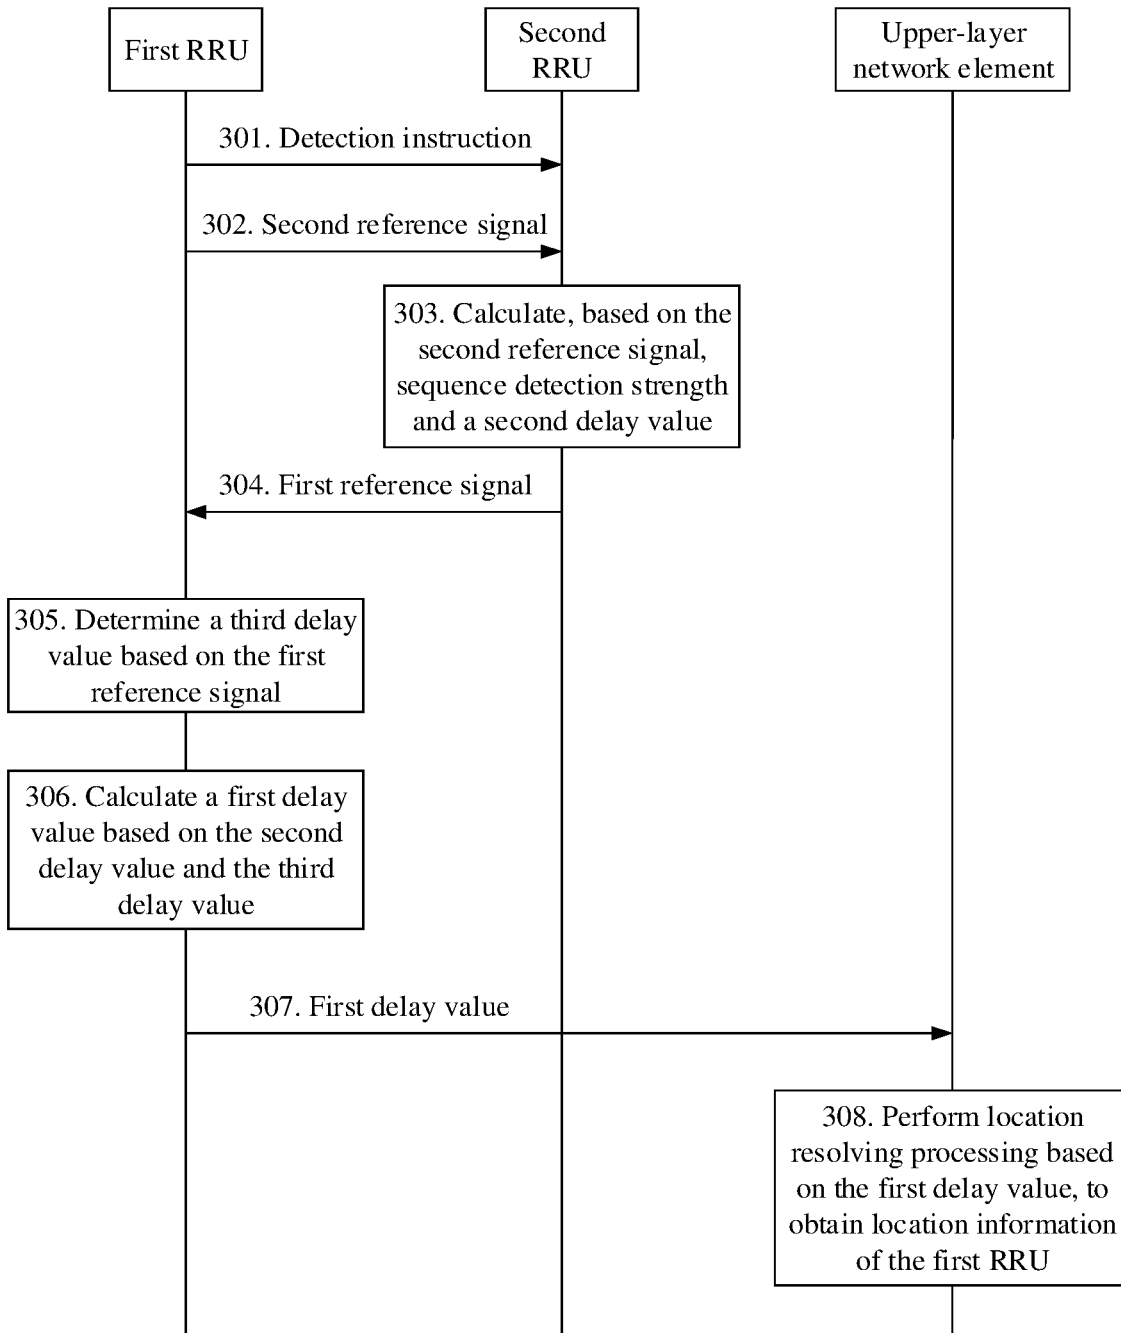 First RRU
Second
RRU
Upper-layer
network element
301. Detection instruction
302. Second reference signal
303. Calculate, based on the
second reference signal,
sequence detection strength
and a second delay value
304. First reference signal
305. Determine a third delay
value based on the first
reference signal
306. Calculate a first delay
value based on the second
delay value and the third
delay value
307. First delay value
308. Perform location
resolving processing based
on the first delay value, to
obtain location information
of the first RRU